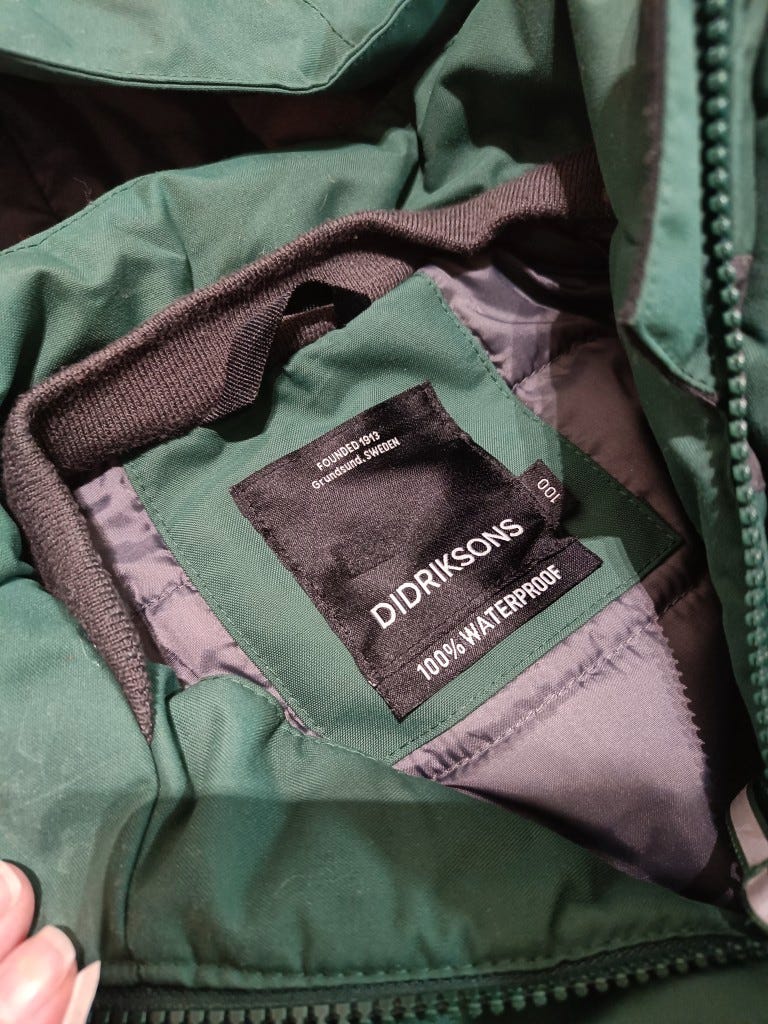 FOUNDED 1913
Grundsund, SWEDEN
DIDRIKSONS
100% WATERPROOF
100